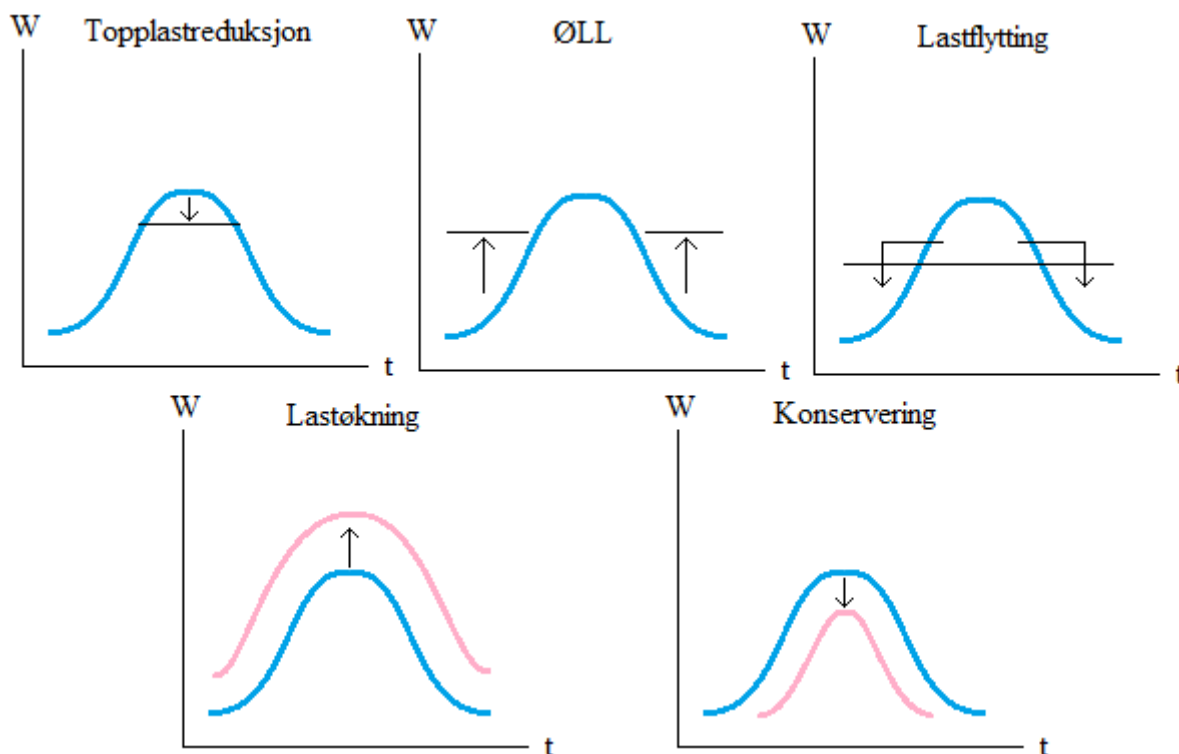 W Topplastreduksjon
t
W ØLL
t
W Lastflytting
t
W Lastøkning
t
W Konservering
t